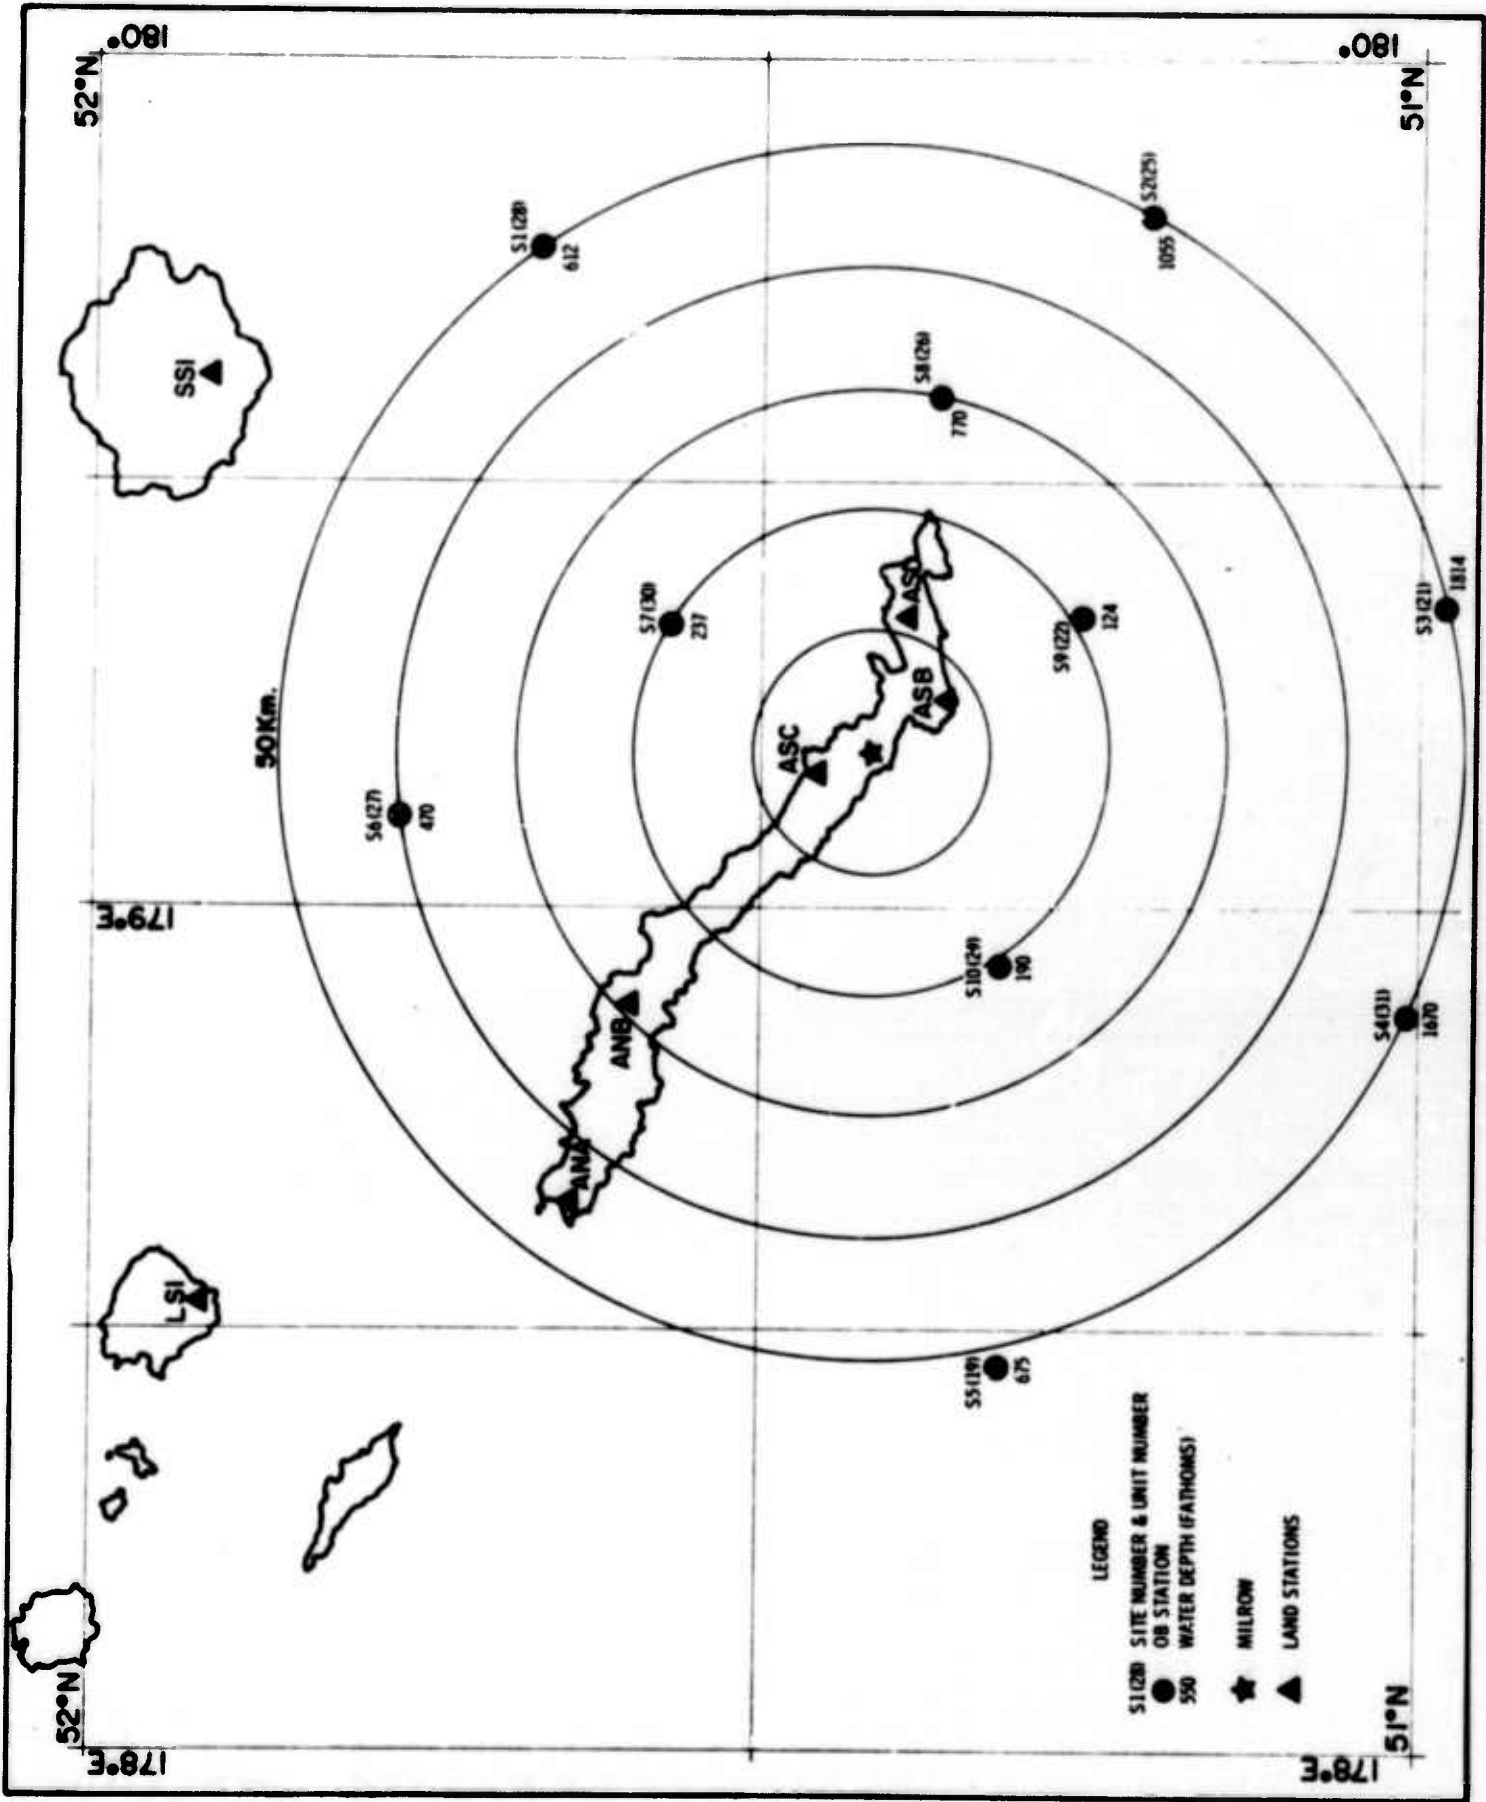 52°N
180°
180°
51°N
S1(28)
612
S2(25)
1055
SSI
S8(26)
770
S7(30)
237
S9(22)
124
S3(21)
1814
50Km.
ASB
ASC
S6(27)
470
179°E
S10(29)
190
S4(31)
1670
ANB
ANA
LSI
S5(19)
675
LEGEND
S1(28) SITE NUMBER & UNIT NUMBER
OB STATION
550 WATER DEPTH (FATHOMS)
MILROW
LAND STATIONS
52°N
178°E
178°E
51°N